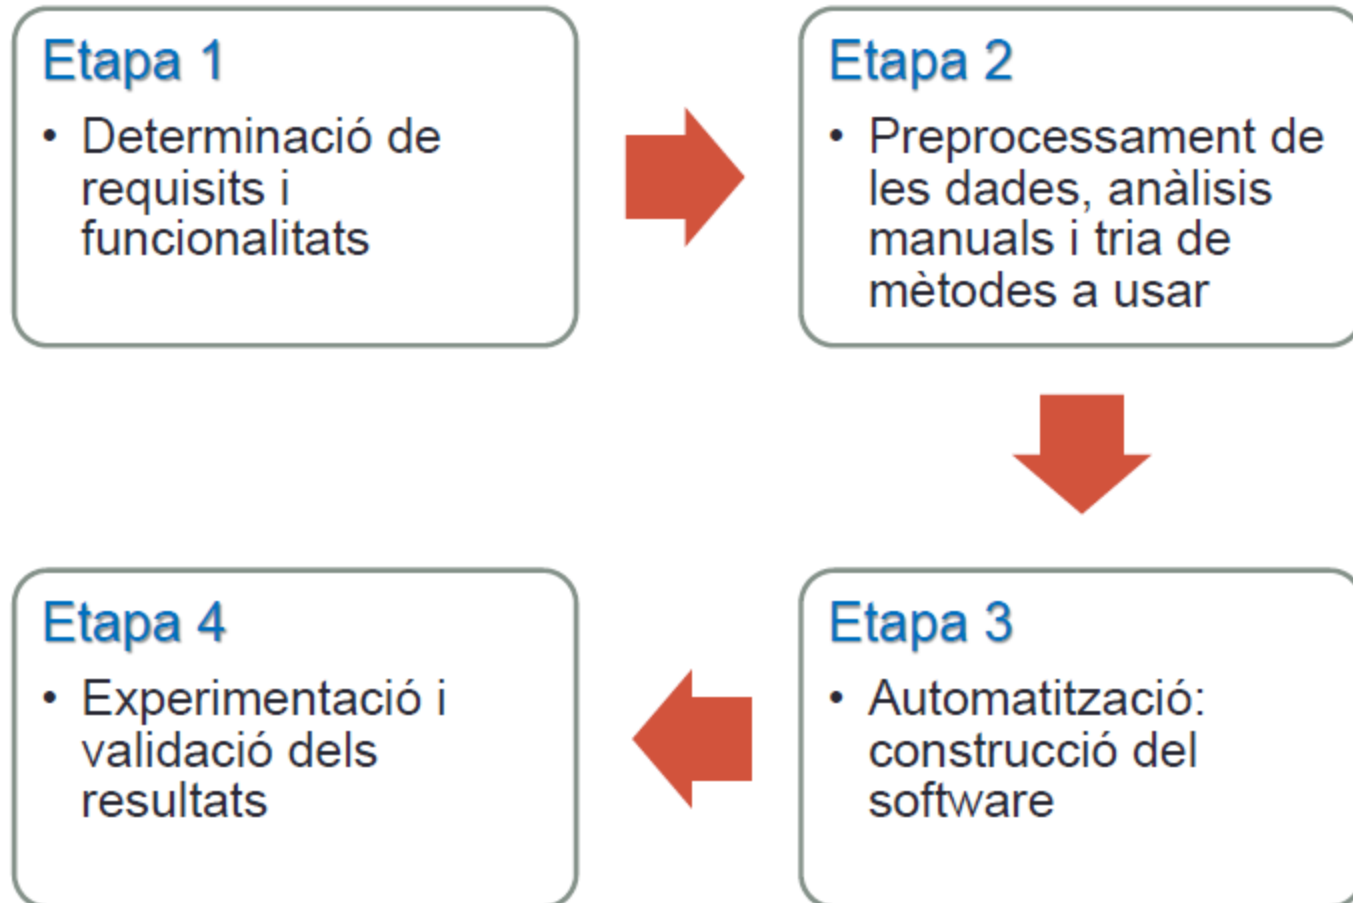 Etapa 1
• Determinació de
requisits i
funcionalitats
Etapa 2
• Preprocessament de
les dades, anàlisis
manuals i tria de
mètodes a usar
Etapa 3
• Automatització:
construcció del
software
Etapa 4
• Experimentació i
validació dels
resultats